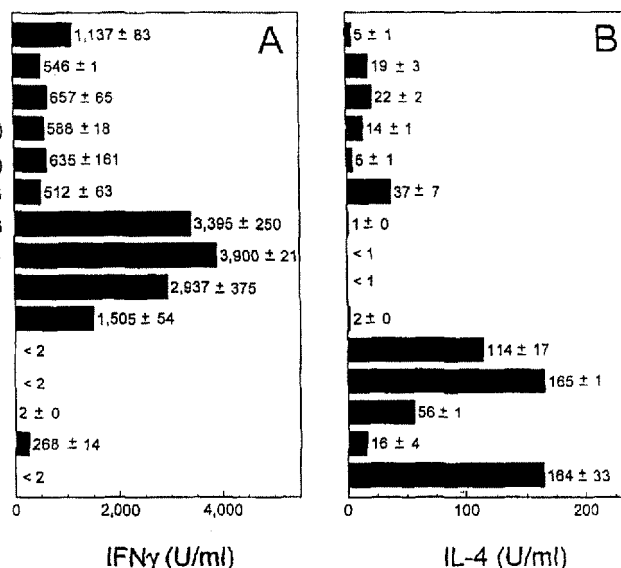 A
B
1,137 ± 83
5 ± 1
546 ± 1
19 ± 3
657 ± 65
22 ± 2
588 ± 18
14 ± 1
635 ± 161
5 ± 1
512 ± 63
37 ± 7
3,395 ± 250
1 ± 0
3,900 ± 21
< 1
2,937 ± 375
< 1
1,505 ± 54
2 ± 0
< 2
114 ± 17
< 2
165 ± 1
2 ± 0
56 ± 1
268 ± 14
16 ± 4
< 2
164 ± 33
0 2,000 4,000
0 100 200
IFNγ (U/ml)
IL-4 (U/ml)